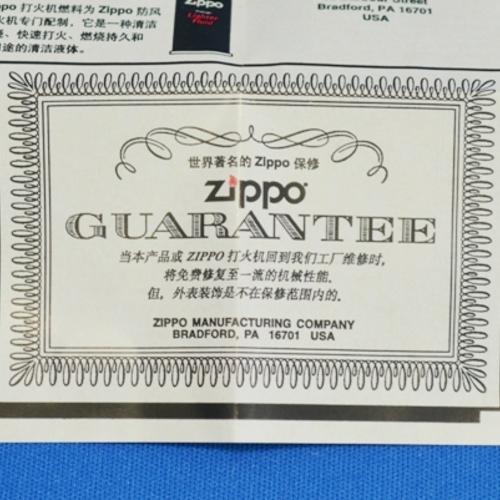 ppo 打火机燃料为 Zippo 防风
火机专门配制，它是一种清洁
、快速打火、燃烧持久和
用途的清洁液体。
Zippo
Lighter
Fluid
Street
Bradford, PA 16701
USA
世界著名的 Zippo 保修
Zippo
GUARANTEE
当本产品或 ZIPPO 打火机回到我们工厂维修时，
将免费修复至一流的机械性能．
但，外表装饰是不在保修范围内的．
ZIPPO MANUFACTURING COMPANY
BRADFORD, PA 16701 USA